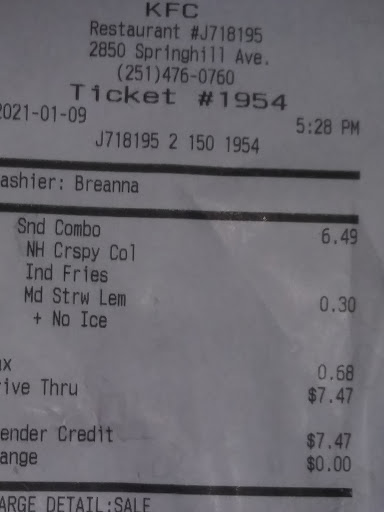 KFC
Restaurant #J718195
2850 Springhill Ave.
(251)476-0760
Ticket #1954
2021-01-09 5:28 PM
J718195 2 150 1954
ashier: Breanna
Snd Combo 6.49
NH Crspy Col
Ind Fries
Md Strw Lem 0.30
+ No Ice
ax 0.68
rive Thru $7.47
ender Credit $7.47
ange $0.00
ARGE DETAIL:SALE